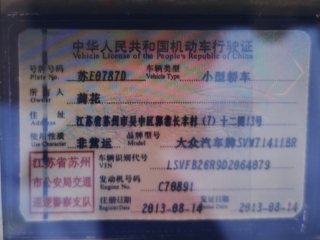 中华人民共和国机动车行驶证
Vehicle License of the People's Republic of China
号牌号码 苏E0787D 车辆类型 小型轿车
Plate No. Vehicle Type
所有人 荷花
Owner
住址 江苏省苏州市吴中区 长丰村(7)十二圩13号
Address
使用性质 非营运 品牌型号 大众汽车牌SVW71411BR
Use Character Model
江苏省苏州
市公安局交通
巡逻警察支队
车辆识别代号
VIN LSVFB26R9D2064079
发动机号码
Engine No. C70891
注册日期 2013-08-14 发证日期 2013-08-14
Register Date Issue Date